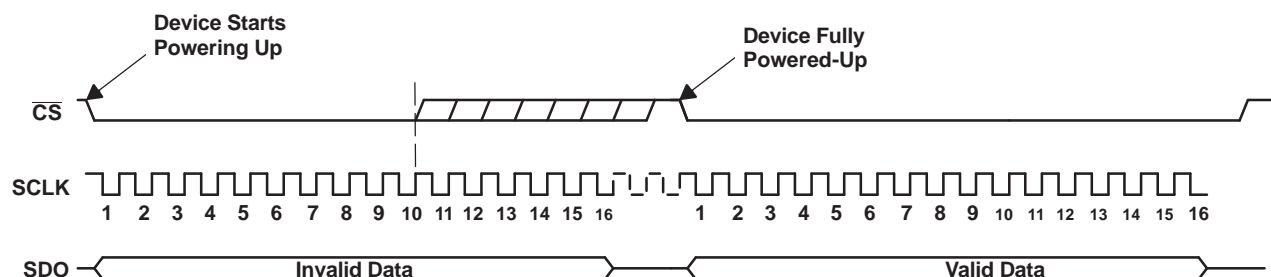 Device Starts
Powering Up
Device Fully
Powered-Up
CS
SCLK
1 2 3 4 5 6 7 8 9 10 11 12 13 14 15 16 1 2 3 4 5 6 7 8 9 10 11 12 13 14 15 16
SDO Invalid Data Valid Data